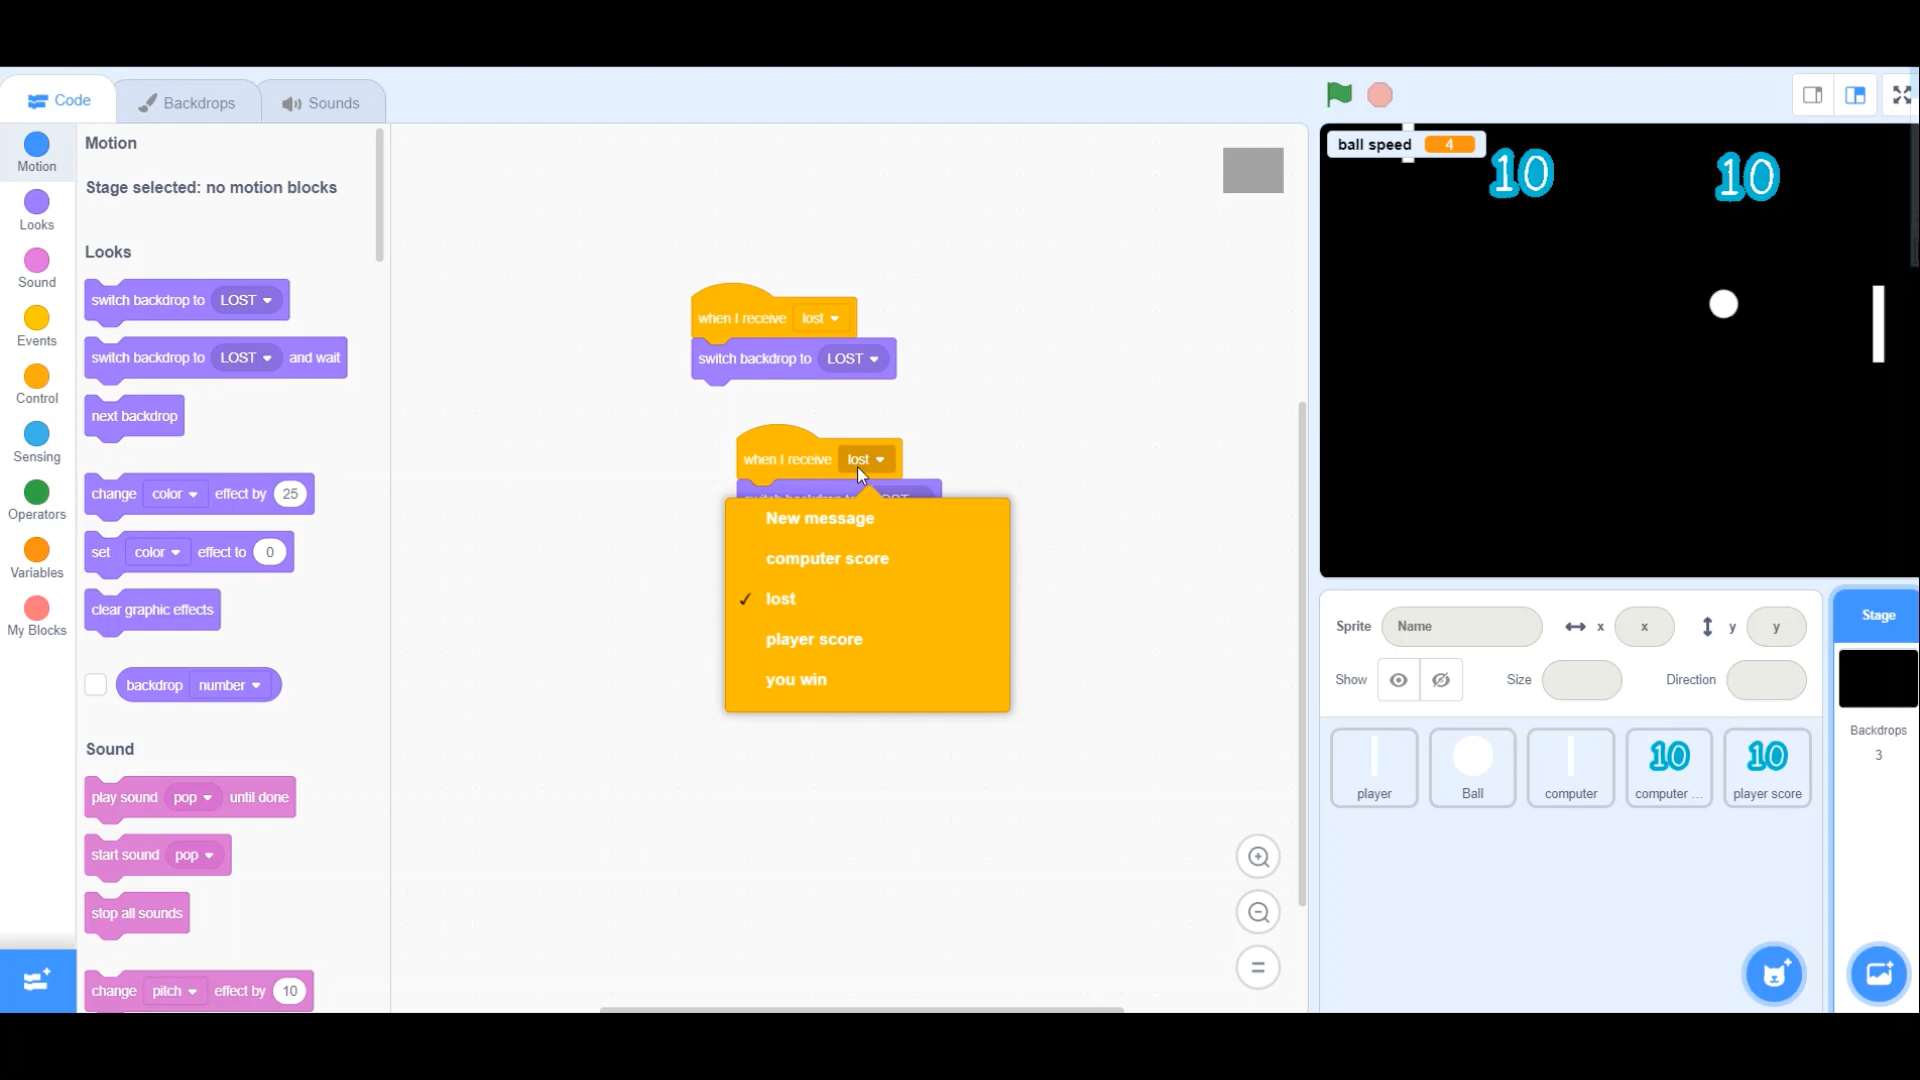 Code
Backdrops
Sounds
Motion
Looks
Sound
Events
Control
Sensing
Operators
Variables
My Blocks
Motion
Stage selected: no motion blocks
Looks
switch backdrop to LOST
switch backdrop to LOST and wait
next backdrop
change color effect by 25
set color effect to 0
clear graphic effects
backdrop number
Sound
play sound pop until done
start sound pop
stop all sounds
change pitch effect by 10
when I receive lost
switch backdrop to LOST
when I receive lost
switch backdrop to LOST
New message
computer score
✓ lost
player score
you win
ball speed 4
10 10
Sprite Name x x y y
Show Size Direction
10 10
player Ball computer computer ... player score
Stage
Backdrops
3